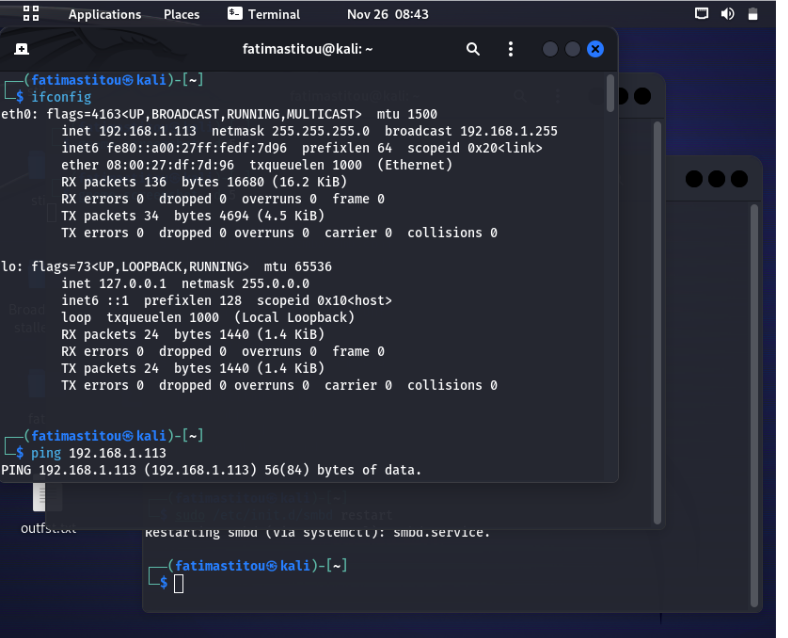 Applications Places Terminal Nov 26 08:43
fatimastitou@kali: ~
(fatimastitou㉿kali)-[~]
$ ifconfig
eth0: flags=4163<UP,BROADCAST,RUNNING,MULTICAST> mtu 1500
inet 192.168.1.113 netmask 255.255.255.0 broadcast 192.168.1.255
inet6 fe80::a00:27ff:fedf:7d96 prefixlen 64 scopeid 0x20<link>
ether 08:00:27:df:7d:96 txqueuelen 1000 (Ethernet)
RX packets 136 bytes 16680 (16.2 KiB)
RX errors 0 dropped 0 overruns 0 frame 0
TX packets 34 bytes 4694 (4.5 KiB)
TX errors 0 dropped 0 overruns 0 carrier 0 collisions 0
lo: flags=73<UP,LOOPBACK,RUNNING> mtu 65536
inet 127.0.0.1 netmask 255.0.0.0
inet6 ::1 prefixlen 128 scopeid 0x10<host>
loop txqueuelen 1000 (Local Loopback)
RX packets 24 bytes 1440 (1.4 KiB)
RX errors 0 dropped 0 overruns 0 frame 0
TX packets 24 bytes 1440 (1.4 KiB)
TX errors 0 dropped 0 overruns 0 carrier 0 collisions 0
(fatimastitou㉿kali)-[~]
$ ping 192.168.1.113
PING 192.168.1.113 (192.168.1.113) 56(84) bytes of data.
restart
Restarting smbd (via systemctl): smbd.service.
(fatimastitou㉿kali)-[~]
$